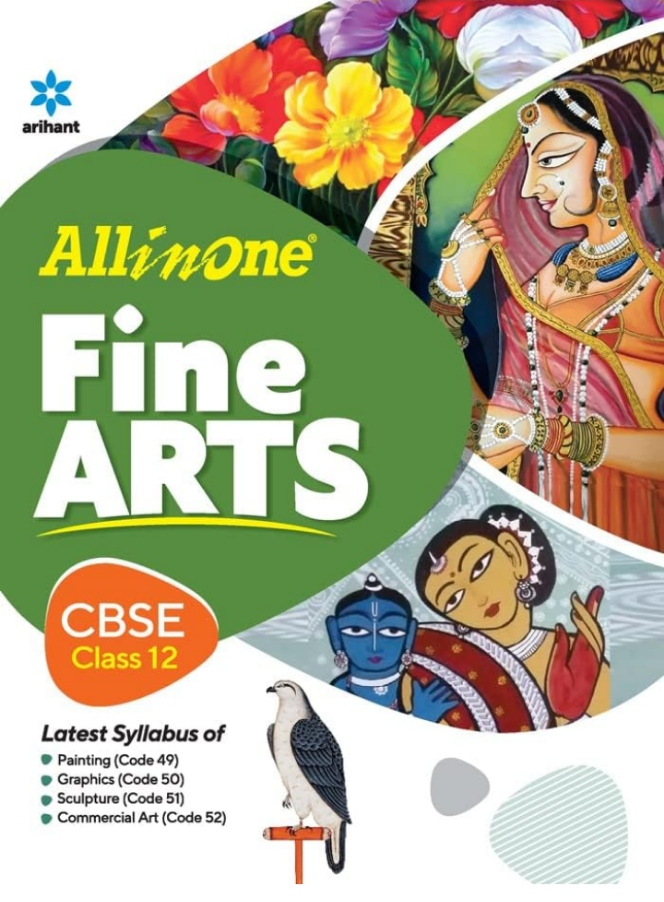 arihant
All in One®
Fine
ARTS
CBSE
Class 12
Latest Syllabus of
Painting (Code 49)
Graphics (Code 50)
Sculpture (Code 51)
Commercial Art (Code 52)